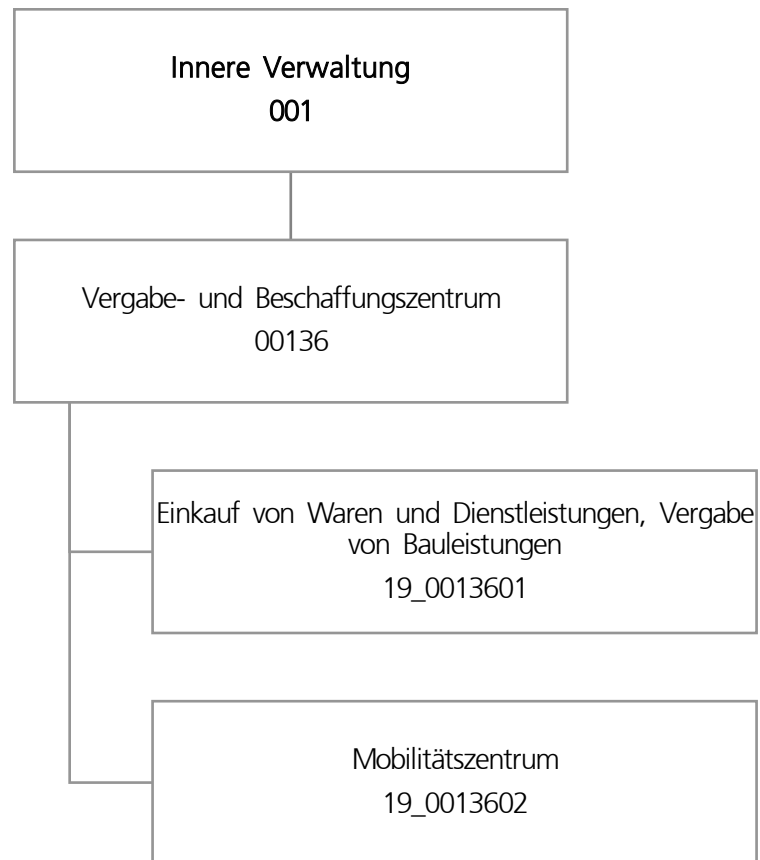 Innere Verwaltung
001
Vergabe- und Beschaffungszentrum
00136
Einkauf von Waren und Dienstleistungen, Vergabe
von Bauleistungen
19_0013601
Mobilitätszentrum
19_0013602